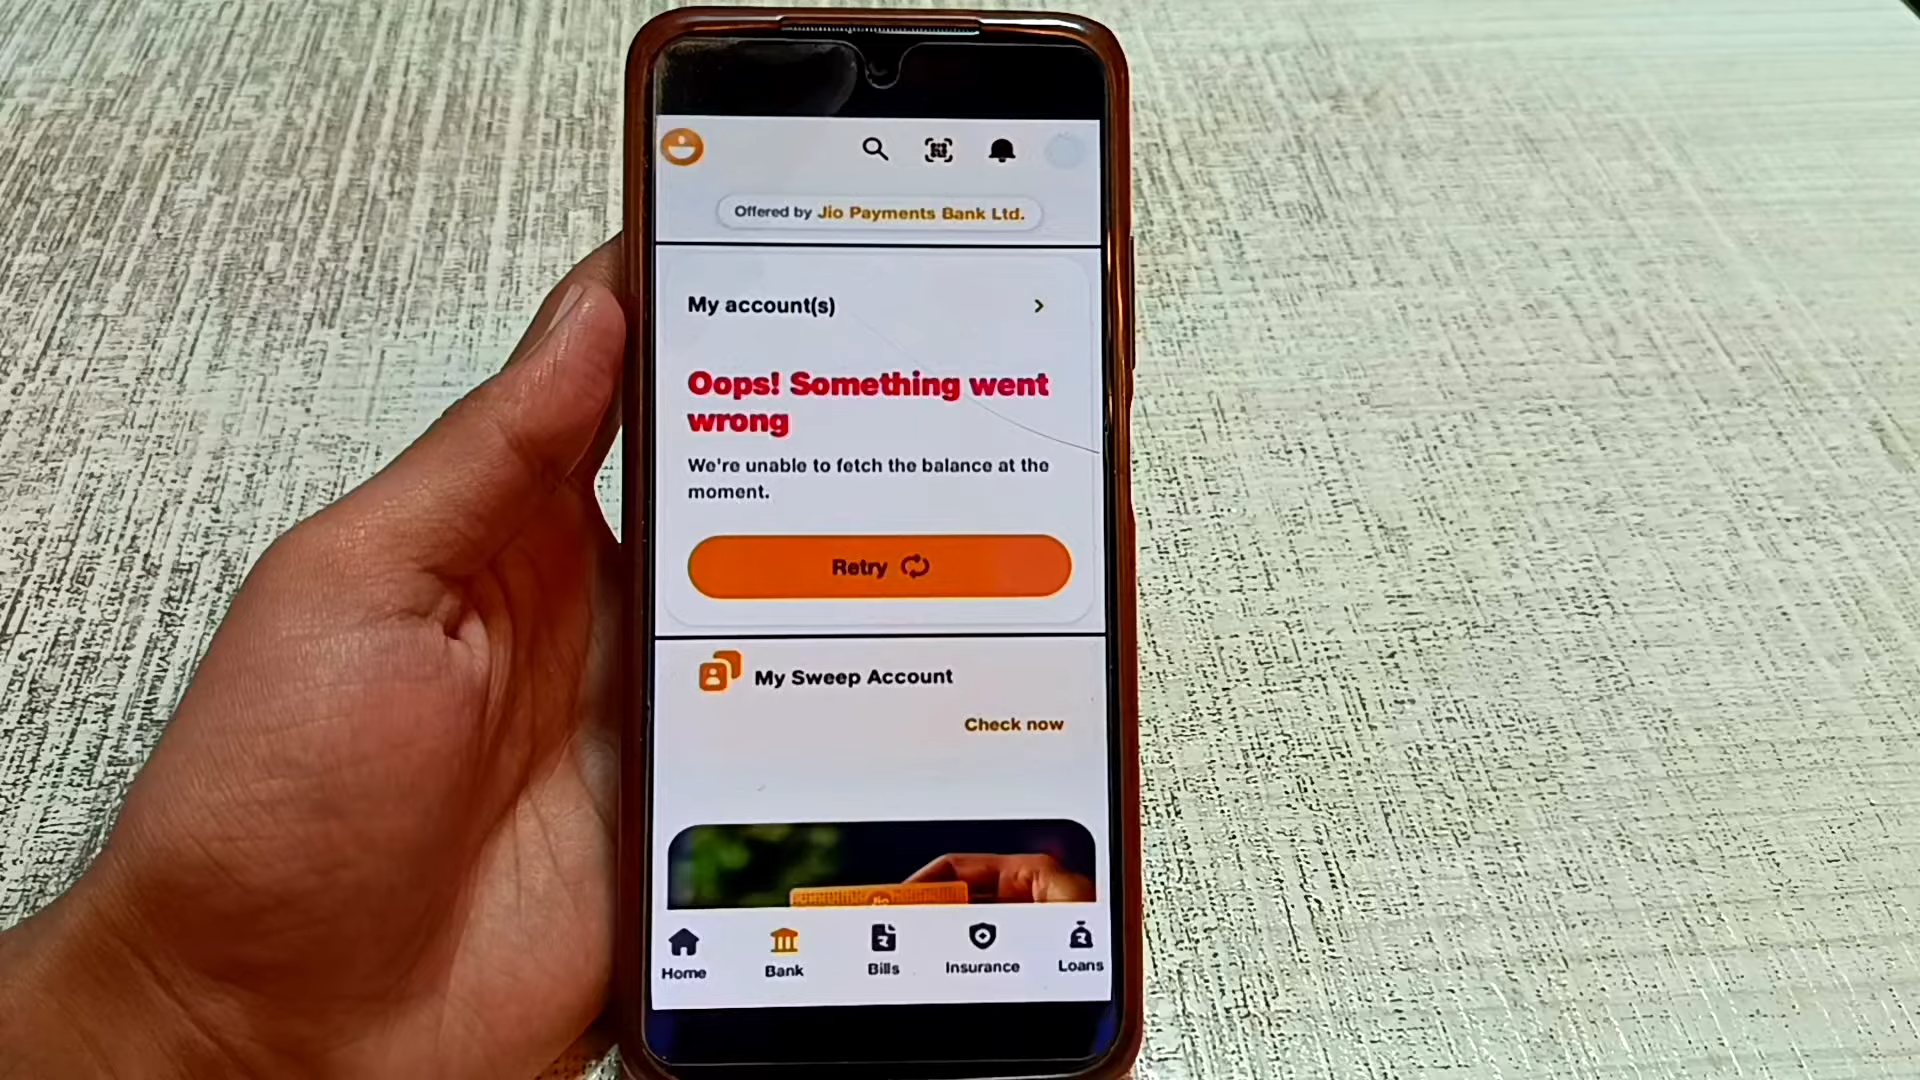 Offered by Jio Payments Bank Ltd.
My account(s)
Oops! Something went
wrong
We're unable to fetch the balance at the
moment.
Retry
My Sweep Account
Check now
Jio
Home
Bank
Bills
Insurance
Loans